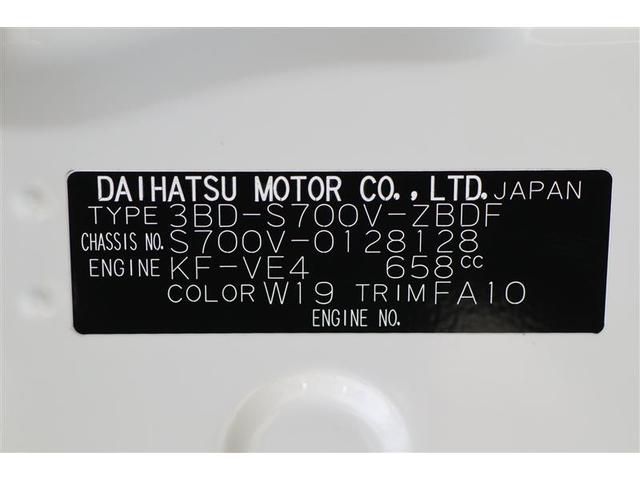 DAIHATSU MOTOR CO.,LTD. JAPAN
TYPE 3BD-S700V-ZBDF
CHASSIS NO. S700V-0128128
ENGINE KF-VE4 658cc
COLOR W19 TRIM FA10
ENGINE NO.